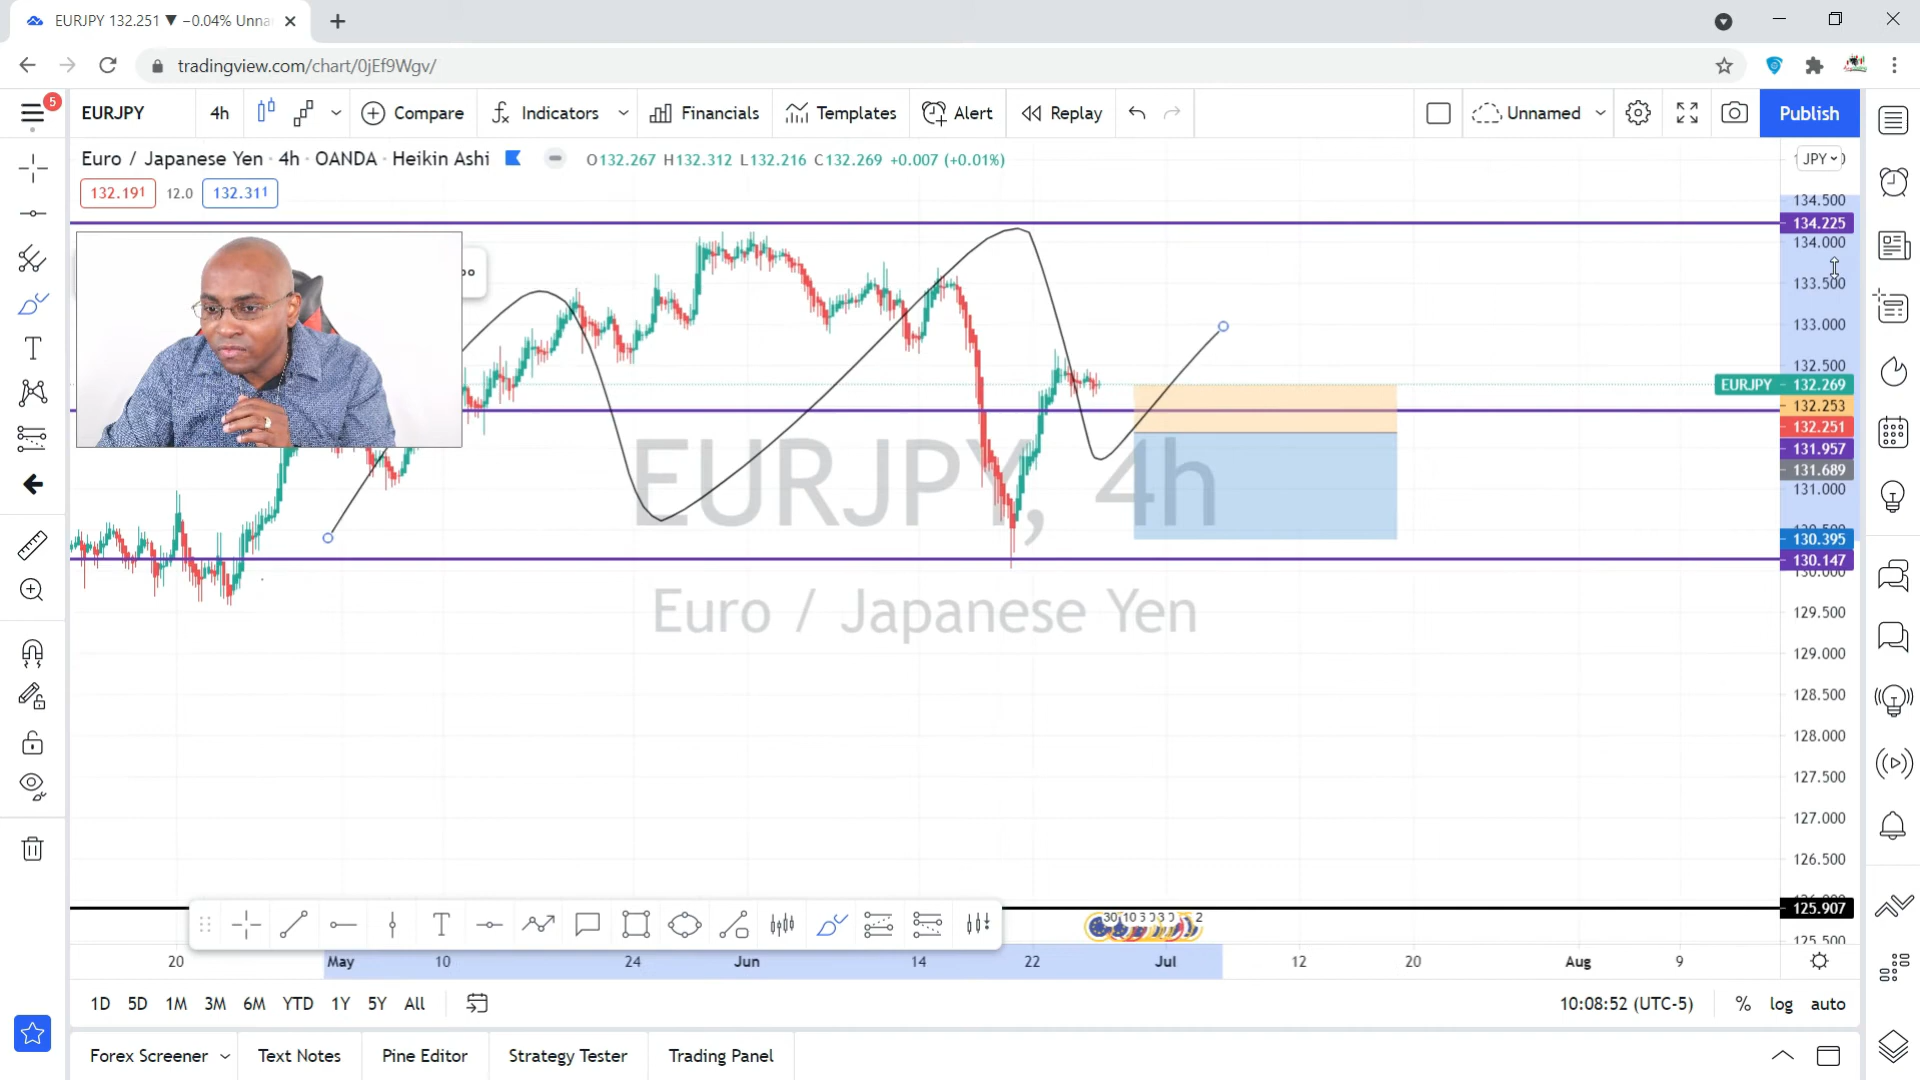 EURJPY 132.251 ▼ −0.04% Unna
tradingview.com/chart/0jEf9Wgv/
5
EURJPY 4h Compare Indicators Financials Templates Alert Replay Unnamed Publish
Euro / Japanese Yen · 4h · OANDA · Heikin Ashi O132.267 H132.312 L132.216 C132.269 +0.007 (+0.01%)
JPY
132.191 12.0 132.311
134.500
134.225
134.000
133.500
133.000
132.500
EURJPY 132.269
132.253
132.251
131.957
131.689
131.000
130.395
130.147
130.000
129.500
129.000
128.500
128.000
127.500
127.000
126.500
125.907
125.500
EURJPY, 4h
Euro / Japanese Yen
20 May 10 24 Jun 14 22 Jul 12 20 Aug 9
1D 5D 1M 3M 6M YTD 1Y 5Y All 10:08:52 (UTC-5) % log auto
Forex Screener Text Notes Pine Editor Strategy Tester Trading Panel